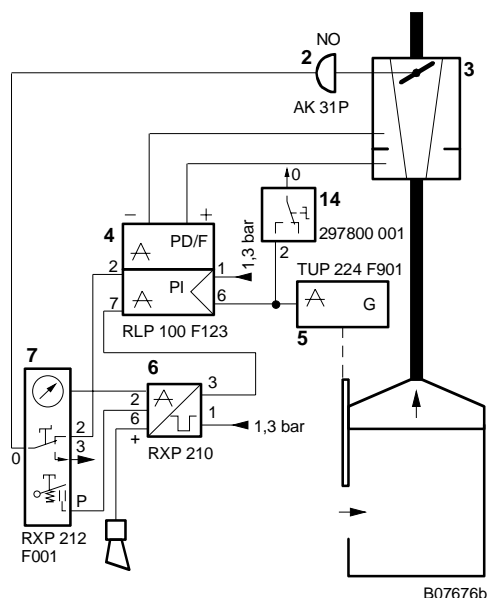 NO
2
3
AK 31P
0
14
− +
4
PD/F
1,3 bar
297800 001
2
1
2
PI
TUP 224 F901
7
6
G
RLP 100 F123
5
6
7
3
2
6
1
1,3 bar
+
RXP 210
2
3
0
P
RXP 212
F001
B07676b